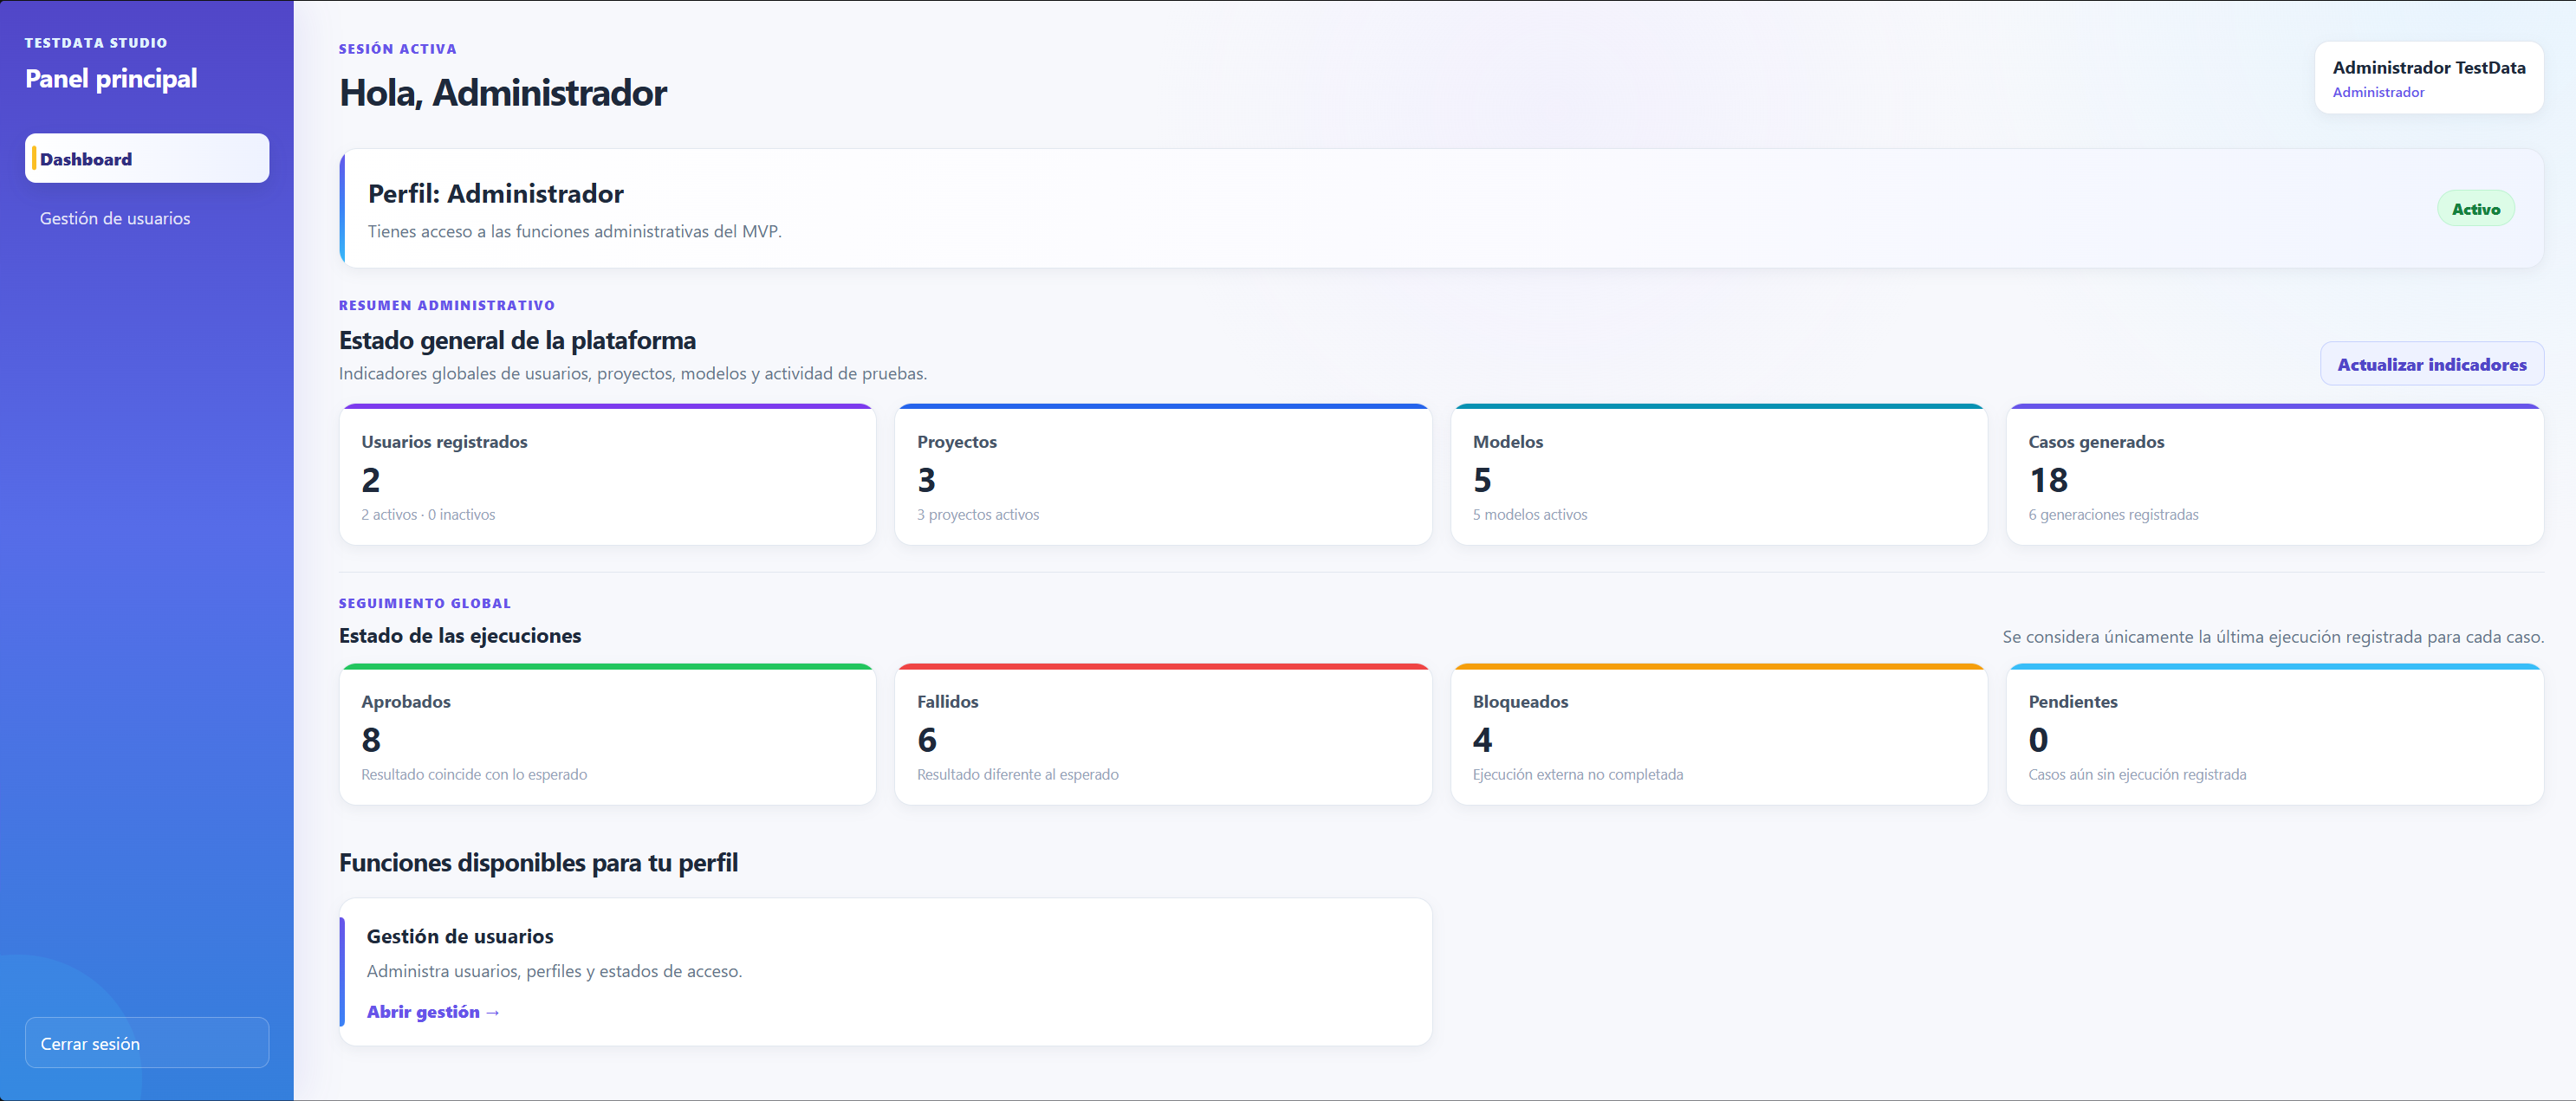 TESTDATA STUDIO
Panel principal
Dashboard
Gestión de usuarios
Cerrar sesión
SESIÓN ACTIVA
Hola, Administrador
Administrador TestData
Administrador
Perfil: Administrador
Tienes acceso a las funciones administrativas del MVP.
Activo
RESUMEN ADMINISTRATIVO
Estado general de la plataforma
Indicadores globales de usuarios, proyectos, modelos y actividad de pruebas.
Actualizar indicadores
Usuarios registrados
2
2 activos · 0 inactivos
Proyectos
3
3 proyectos activos
Modelos
5
5 modelos activos
Casos generados
18
6 generaciones registradas
SEGUIMIENTO GLOBAL
Estado de las ejecuciones
Se considera únicamente la última ejecución registrada para cada caso.
Aprobados
8
Resultado coincide con lo esperado
Fallidos
6
Resultado diferente al esperado
Bloqueados
4
Ejecución externa no completada
Pendientes
0
Casos aún sin ejecución registrada
Funciones disponibles para tu perfil
Gestión de usuarios
Administra usuarios, perfiles y estados de acceso.
Abrir gestión →